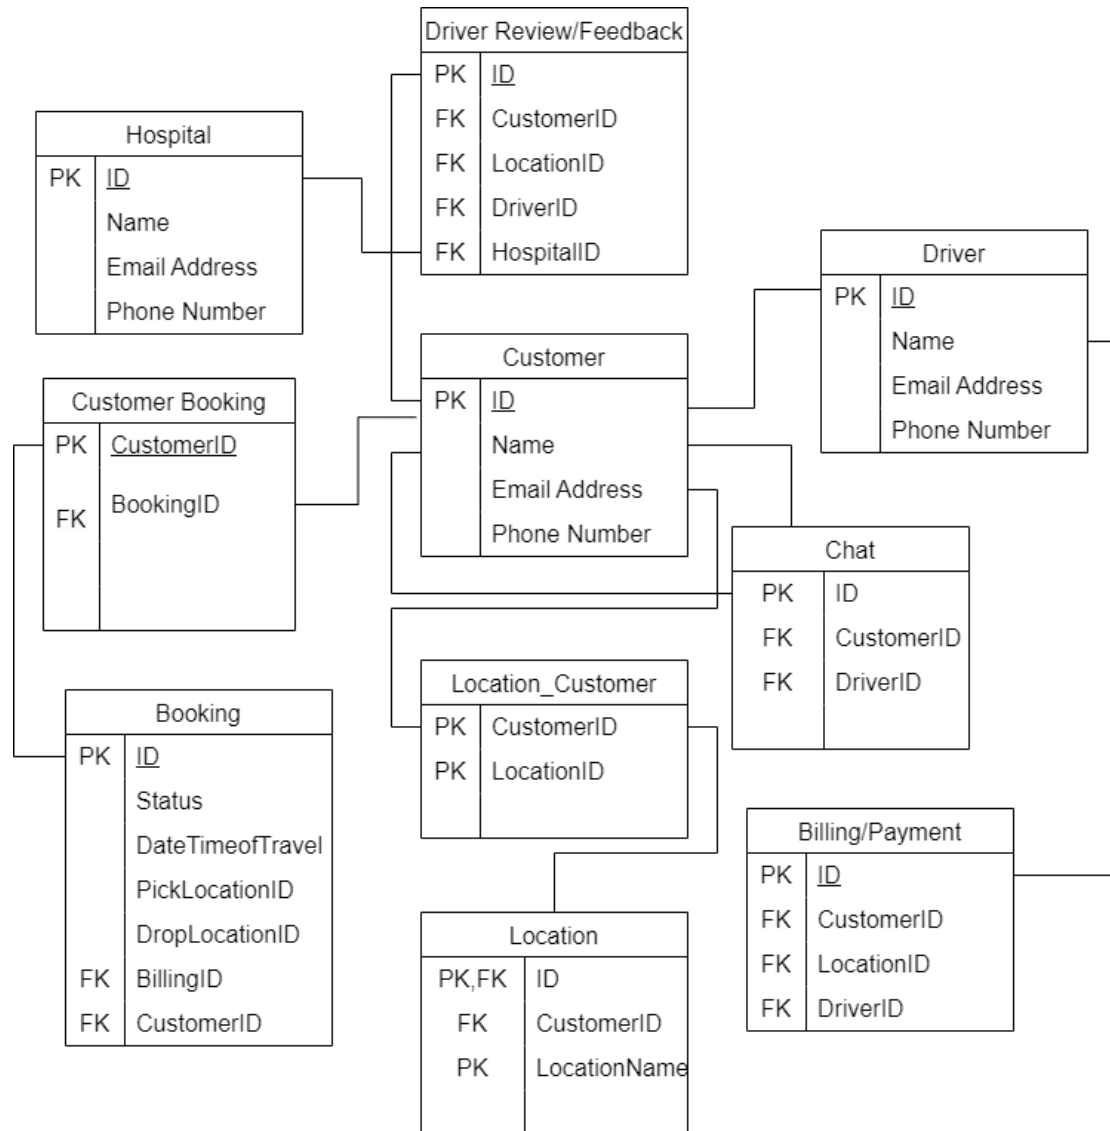 Driver Review/Feedback
PK ID
FK CustomerID
FK LocationID
FK DriverID
FK HospitalID
Hospital
PK ID
Name
Email Address
Phone Number
Driver
PK ID
Name
Email Address
Phone Number
Customer
PK ID
Name
Email Address
Phone Number
Customer Booking
PK CustomerID
FK BookingID
Chat
PK ID
FK CustomerID
FK DriverID
Location_Customer
PK CustomerID
PK LocationID
Booking
PK ID
Status
DateTimeofTravel
PickLocationID
DropLocationID
FK BillingID
FK CustomerID
Billing/Payment
PK ID
FK CustomerID
FK LocationID
FK DriverID
Location
PK,FK ID
FK CustomerID
PK LocationName